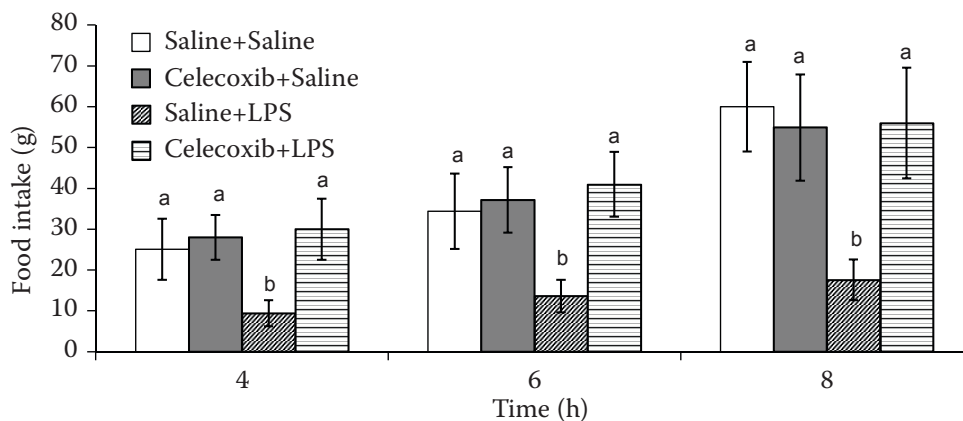 80
70
60
50
40
30
20
10
0
Food intake (g)
Saline+Saline
Celecoxib+Saline
Saline+LPS
Celecoxib+LPS
a
a
b
a
a
a
b
a
a
a
b
a
4
6
8
Time (h)